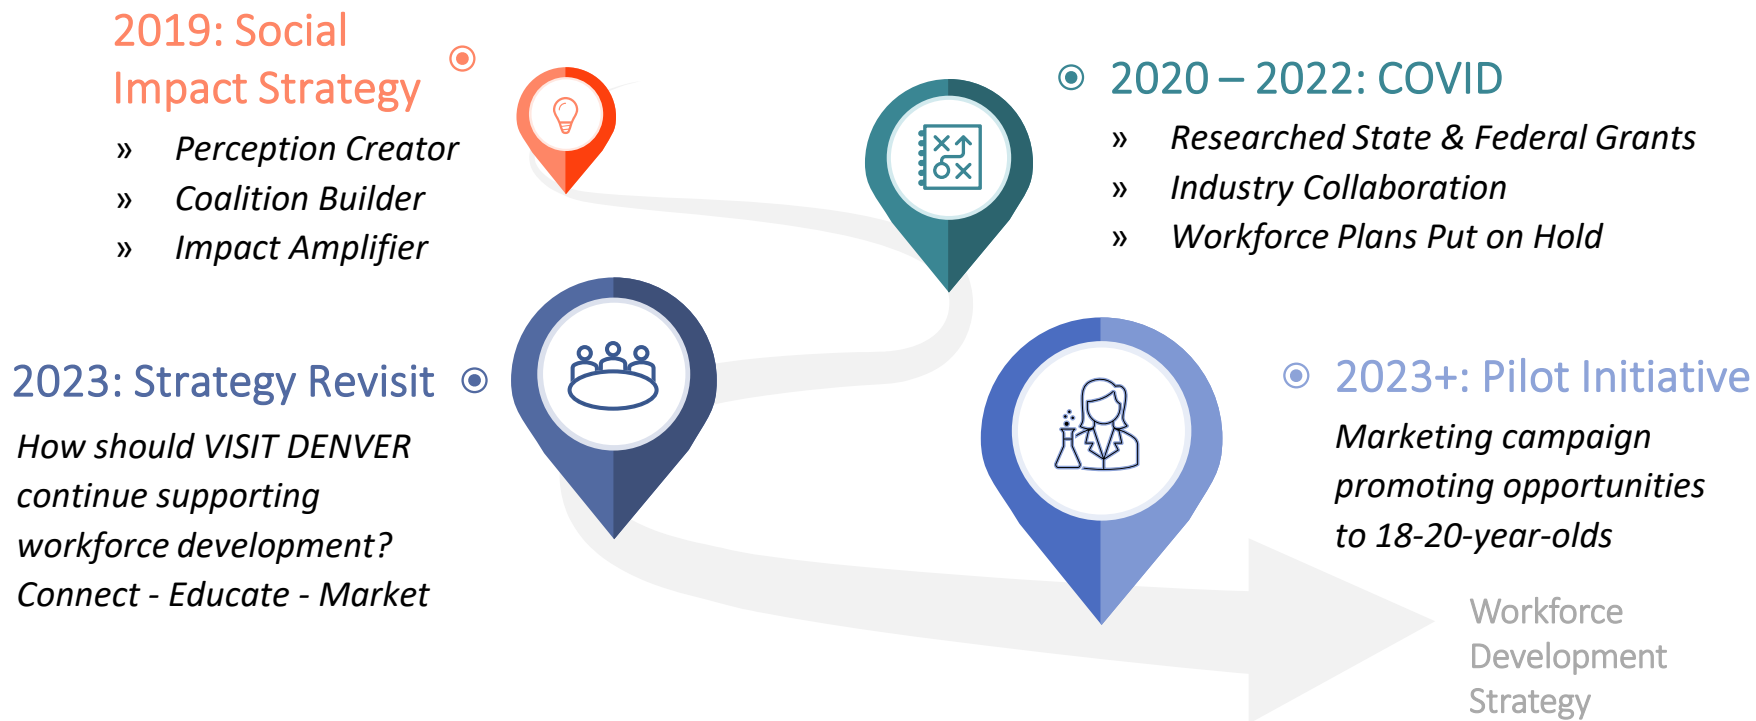 2019: Social
Impact Strategy
» Perception Creator
» Coalition Builder
» Impact Amplifier
2020 – 2022: COVID
» Researched State & Federal Grants
» Industry Collaboration
» Workforce Plans Put on Hold
2023: Strategy Revisit
How should VISIT DENVER
continue supporting
workforce development?
Connect - Educate - Market
2023+: Pilot Initiative
Marketing campaign
promoting opportunities
to 18-20-year-olds
Workforce
Development
Strategy